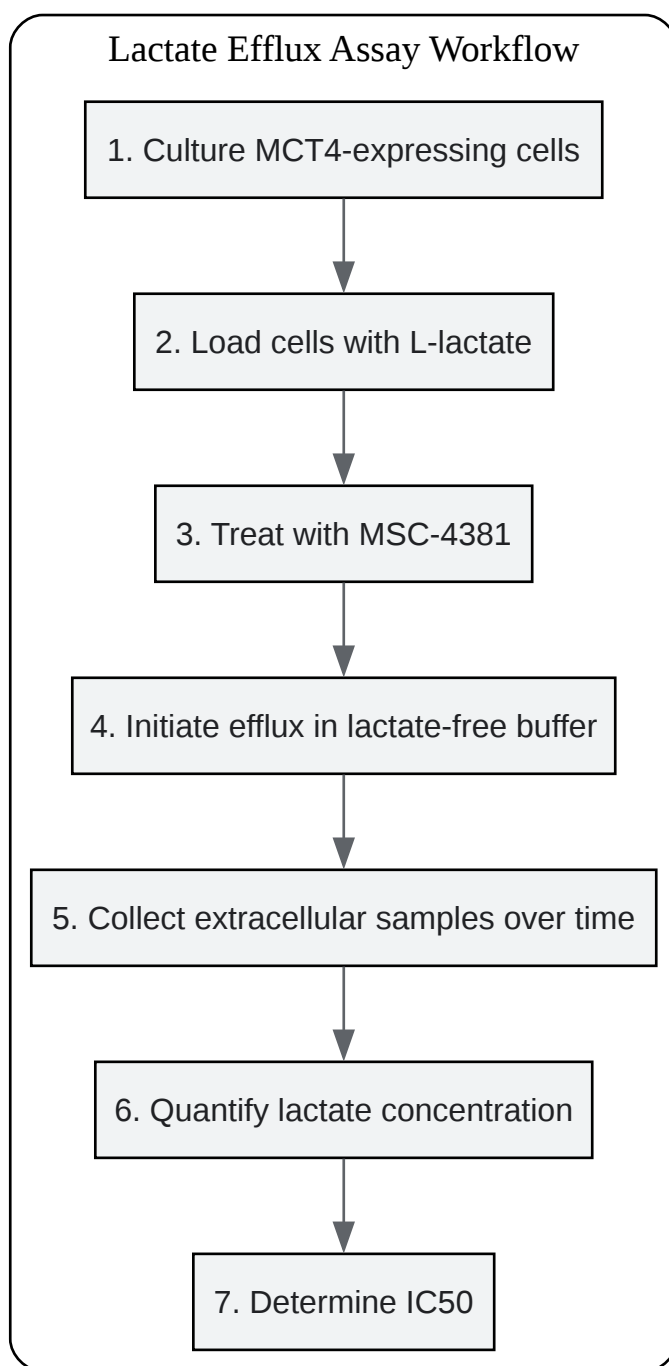 Lactate Efflux Assay Workflow
1. Culture MCT4-expressing cells
2. Load cells with L-lactate
3. Treat with MSC-4381
4. Initiate efflux in lactate-free buffer
5. Collect extracellular samples over time
6. Quantify lactate concentration
7. Determine IC50